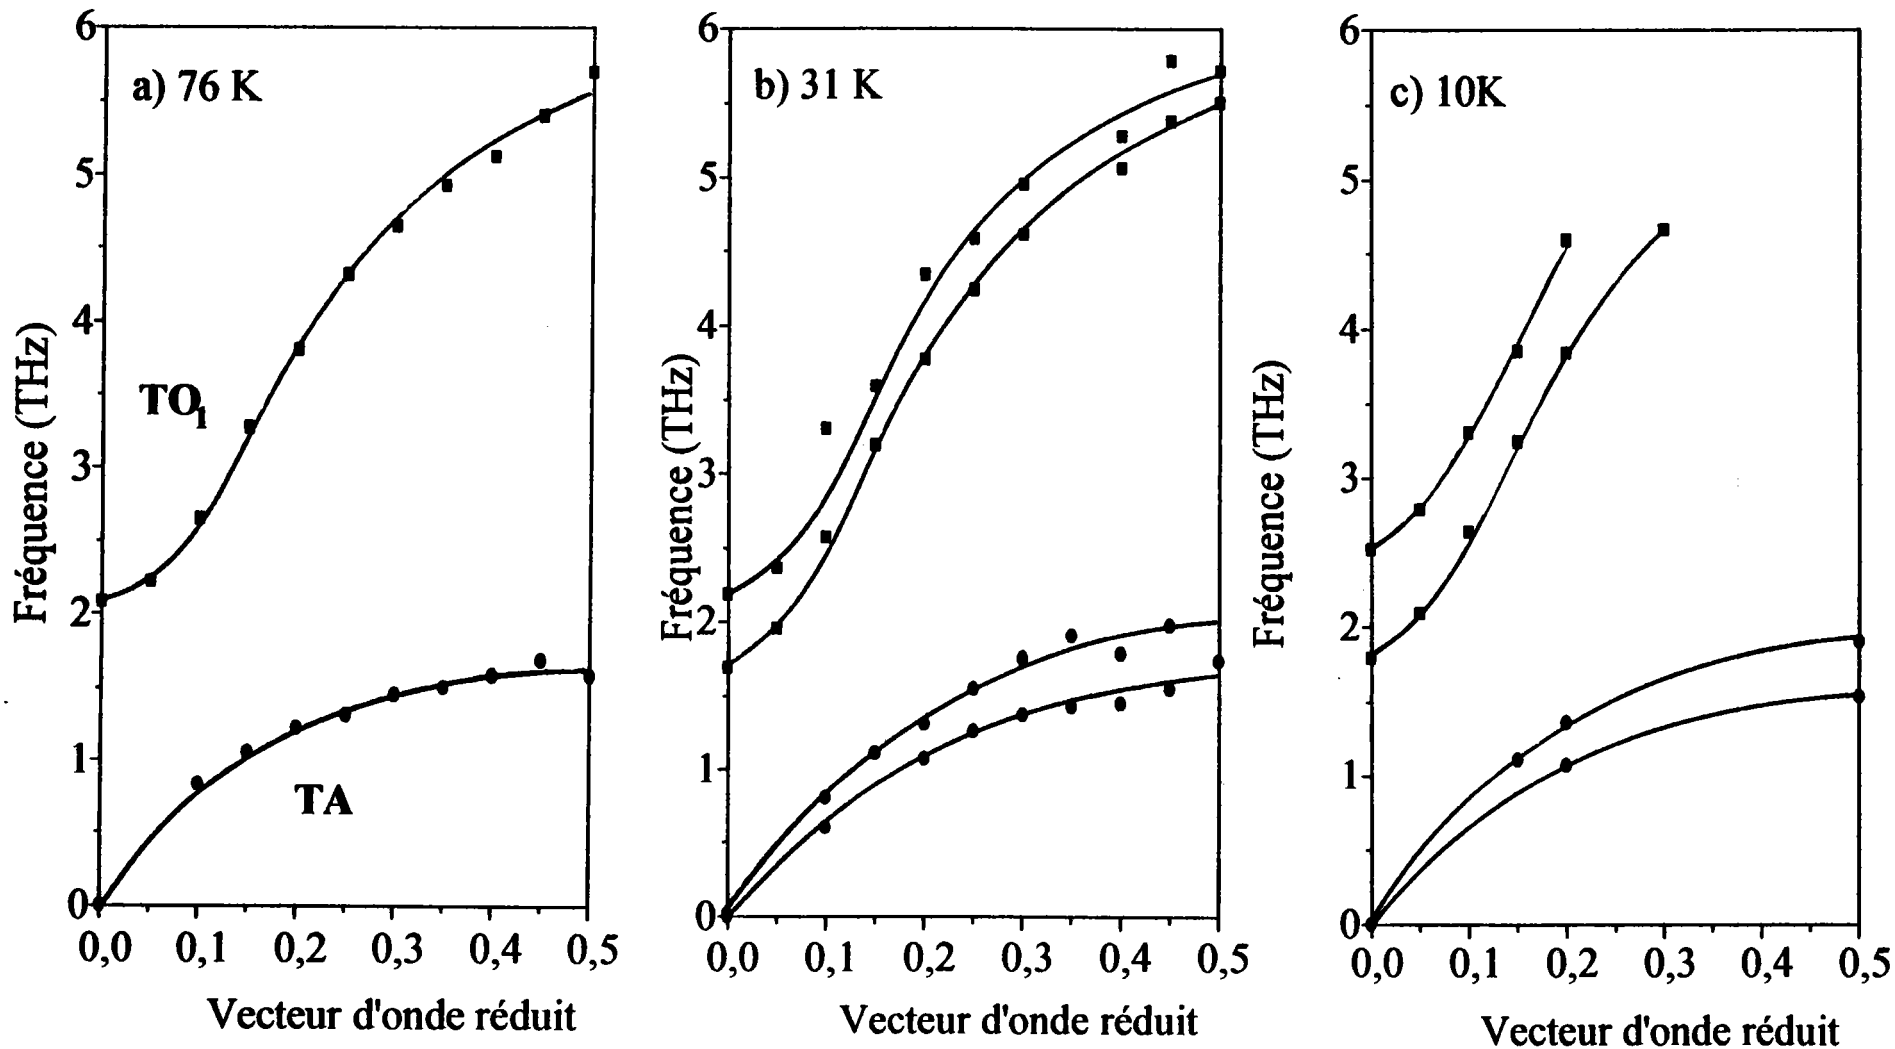 a) 76 K
Fréquence (THz)
6
5
4
3
2
1
0
TO1
TA
0,0 0,1 0,2 0,3 0,4 0,5
Vecteur d'onde réduit
b) 31 K
Fréquence (THz)
6
5
4
3
2
1
0
0,0 0,1 0,2 0,3 0,4 0,5
Vecteur d'onde réduit
c) 10K
Fréquence (THz)
6
5
4
3
2
1
0
0,0 0,1 0,2 0,3 0,4 0,5
Vecteur d'onde réduit